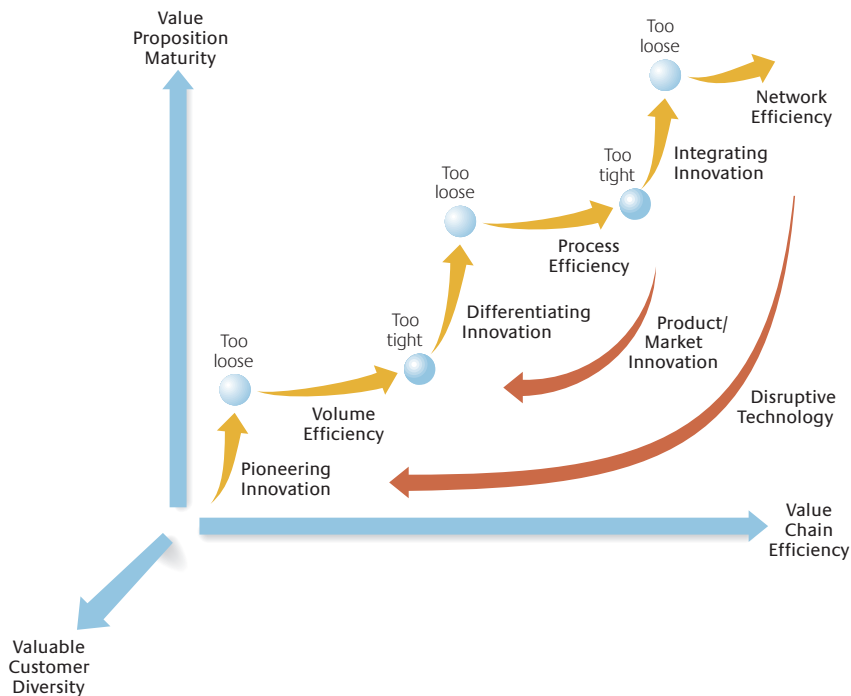 Value
Proposition
Maturity
Too
loose
Network
Efficiency
Too
tight
Integrating
Innovation
Too
loose
Process
Efficiency
Too
tight
Differentiating
Innovation
Product/
Market
Innovation
Too
loose
Volume
Efficiency
Disruptive
Technology
Pioneering
Innovation
Value
Chain
Efficiency
Valuable
Customer
Diversity